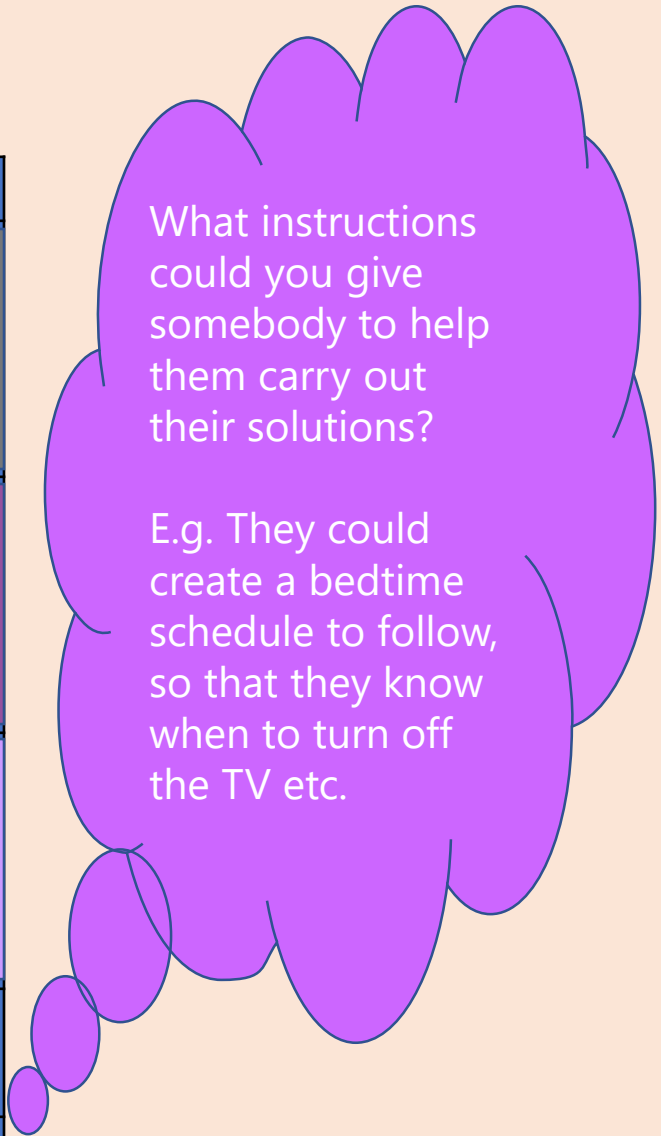 What instructions
could you give
somebody to help
them carry out
their solutions?
E.g. They could
create a bedtime
schedule to follow,
so that they know
when to turn off
the TV etc.